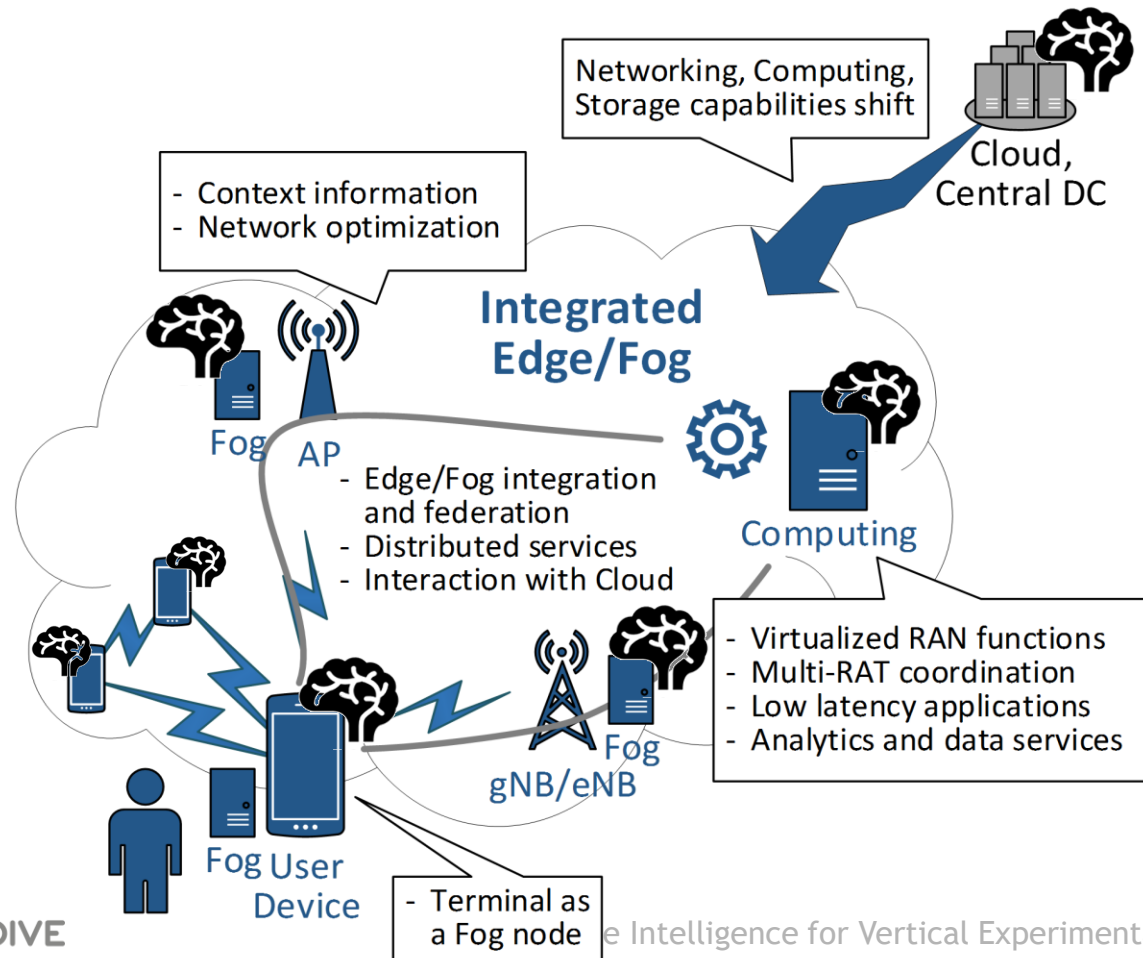 Networking, Computing,
Storage capabilities shift
Cloud,
Central DC
- Context information
- Network optimization
Integrated
Edge/Fog
Fog
AP
- Edge/Fog integration
and federation
- Distributed services
- Interaction with Cloud
Computing
- Virtualized RAN functions
- Multi-RAT coordination
- Low latency applications
- Analytics and data services
Fog
gNB/eNB
Fog
User
Device
- Terminal as
a Fog node
DIVE
e Intelligence for Vertical Experiment